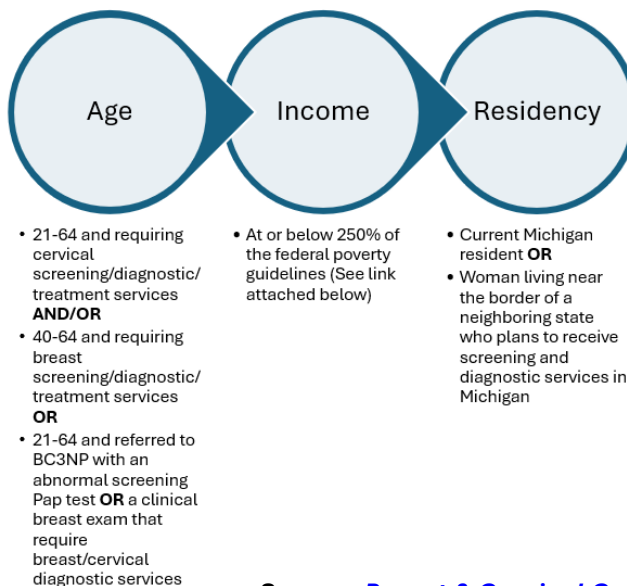 Age
Income
Residency
• 21-64 and requiring
cervical
screening/diagnostic/
treatment services
AND/OR
• 40-64 and requiring
breast
screening/diagnostic/
treatment services
OR
• 21-64 and referred to
BC3NP with an
abnormal screening
Pap test OR a clinical
breast exam that
require
breast/cervical
diagnostic services
• At or below 250% of
the federal poverty
guidelines (See link
attached below)
• Current Michigan
resident OR
• Woman living near
the border of a
neighboring state
who plans to receive
screening and
diagnostic services in
Michigan